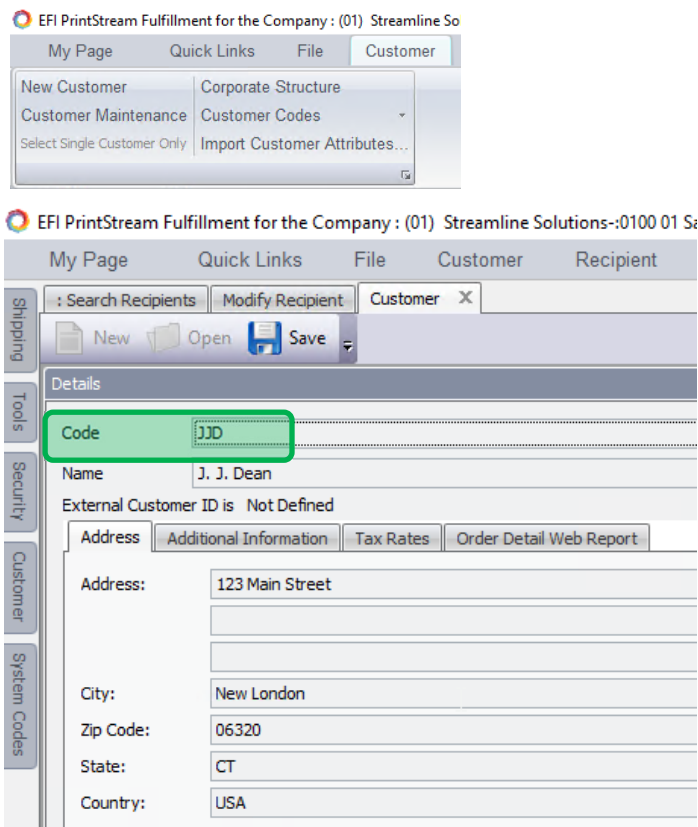 EFI PrintStream Fulfillment for the Company : (01) Streamline So
My Page Quick Links File Customer
New Customer Corporate Structure
Customer Maintenance Customer Codes
Select Single Customer Only Import Customer Attributes...
EFI PrintStream Fulfillment for the Company : (01) Streamline Solutions-:0100 01 Sa
My Page Quick Links File Customer Recipient
: Search Recipients Modify Recipient Customer X
New Open Save
Details
Code JJD
Name J. J. Dean
External Customer ID is Not Defined
Address Additional Information Tax Rates Order Detail Web Report
Address: 123 Main Street
City: New London
Zip Code: 06320
State: CT
Country: USA
Shipping
Tools
Security
Customer
System Codes